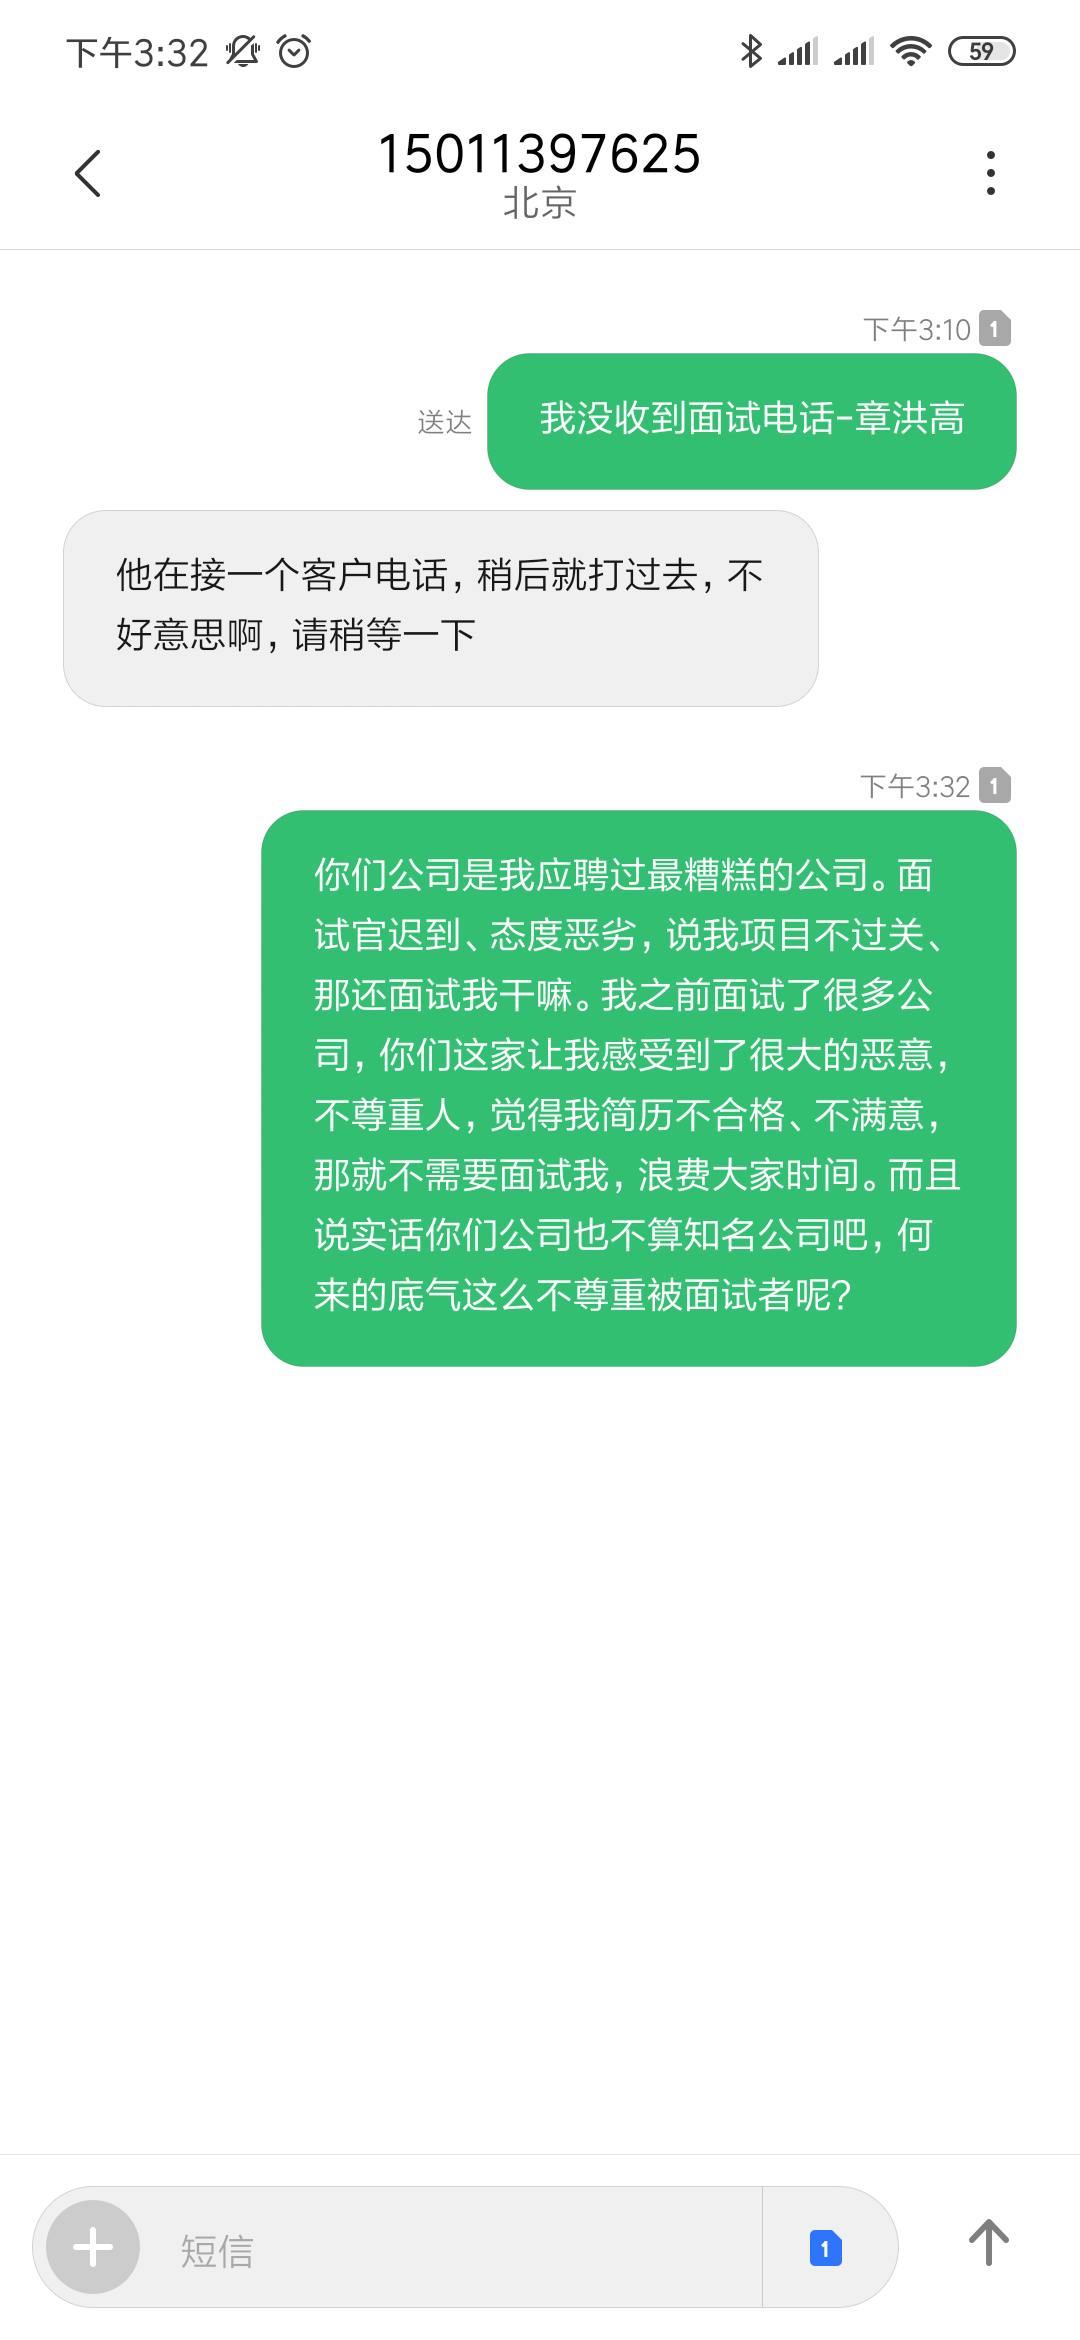 下午3:32
59
15011397625
北京
下午3:10 1
送达
我没收到面试电话-章洪高
他在接一个客户电话，稍后就打过去，不
好意思啊，请稍等一下
下午3:32 1
你们公司是我应聘过最糟糕的公司。面
试官迟到、态度恶劣，说我项目不过关、
那还面试我干嘛。我之前面试了很多公
司，你们这家让我感受到了很大的恶意，
不尊重人，觉得我简历不合格、不满意，
那就不需要面试我，浪费大家时间。而且
说实话你们公司也不算知名公司吧，何
来的底气这么不尊重被面试者呢？
短信
1